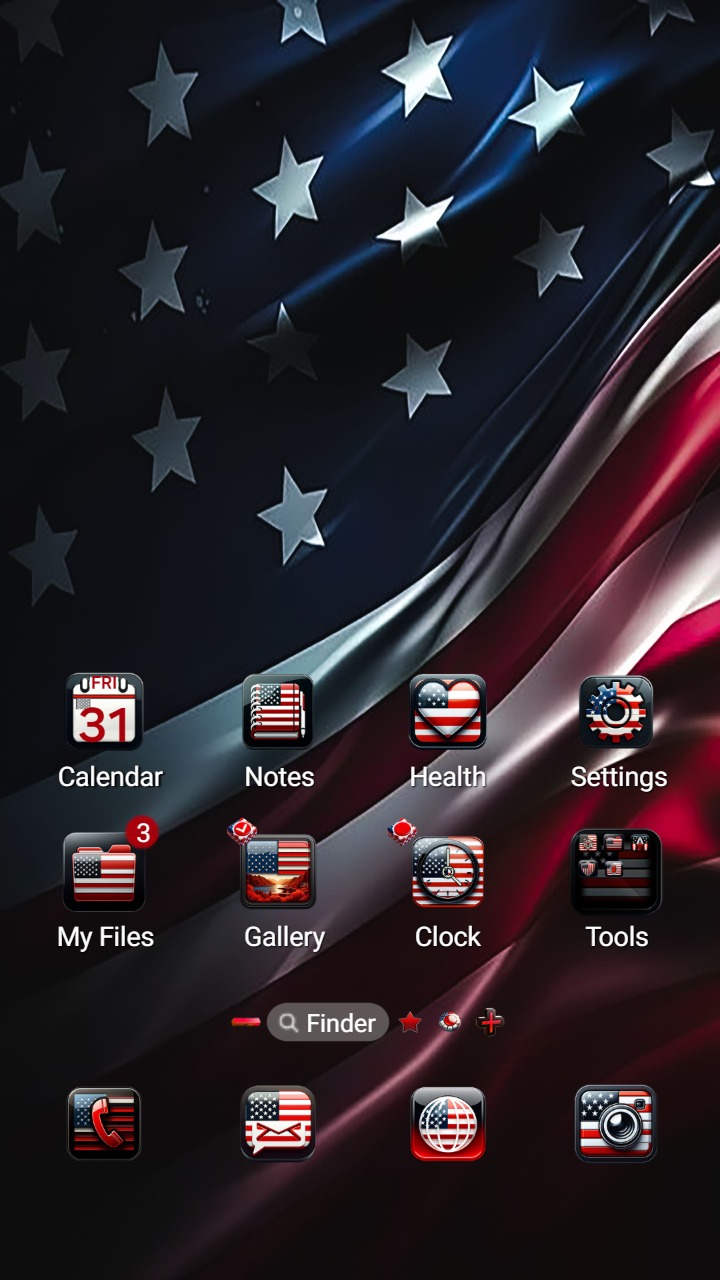 FRI
31
Calendar
Notes
Health
Settings
3
My Files
Gallery
Clock
Tools
Finder